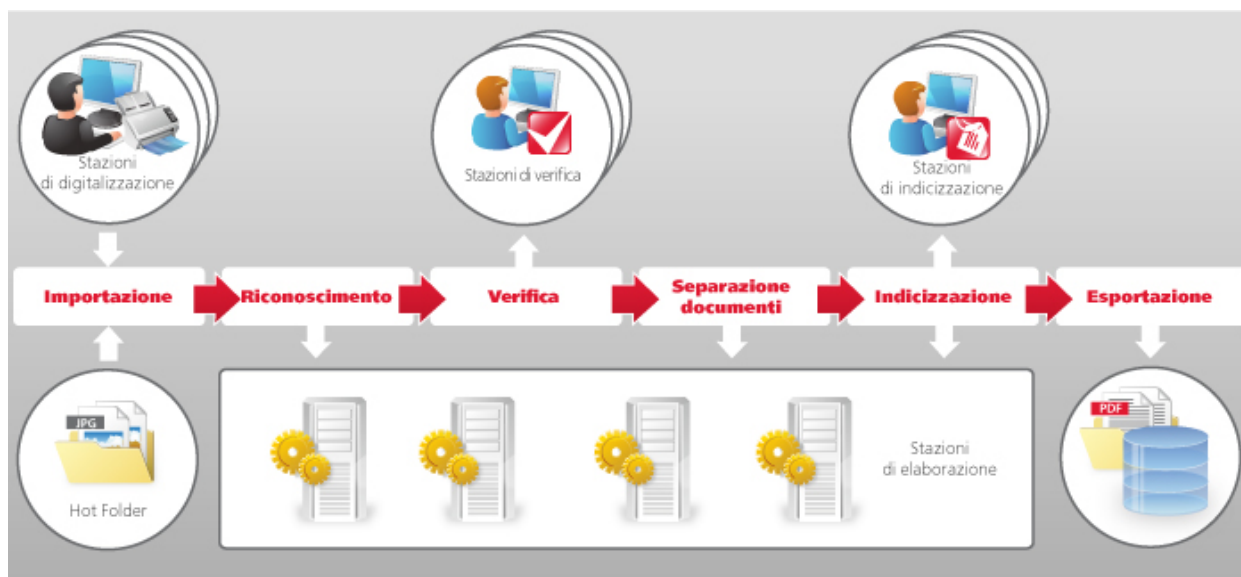 Stazioni
di digitalizzazione
Stazioni di verifica
Stazioni
di indicizzazione
Importazione
Riconoscimento
Verifica
Separazione
documenti
Indicizzazione
Esportazione
JPG
Hot Folder
Stazioni
di elaborazione
PDF